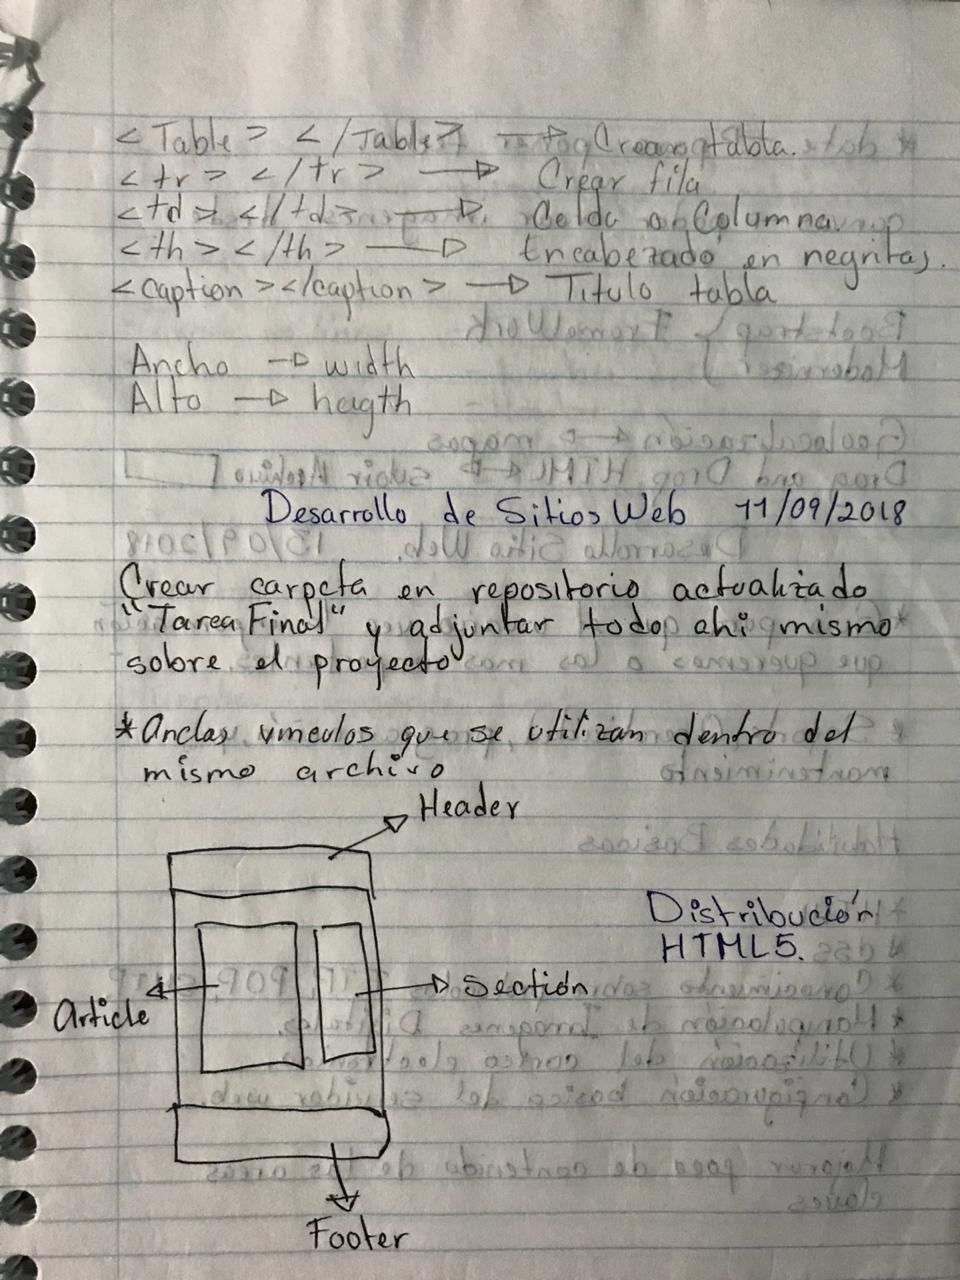 <Table> </Table> → Crear tabla.
<tr> </tr> → Crear fila
<td> </td> → Celda o Columna
<th> </th> → Encabezado en negritas.
<caption></caption> → Titulo tabla
Ancho → width
Alto → heigth
Desarrollo de Sitios Web 11/09/2018
Crear carpeta en repositorio actualizado
"Tarea Final" y adjuntar todo ahi mismo
sobre el proyecto
*Anclas vinculos que se utilizan dentro del
mismo archivo
Header
Distribución
HTML5.
Section
Article
Footer